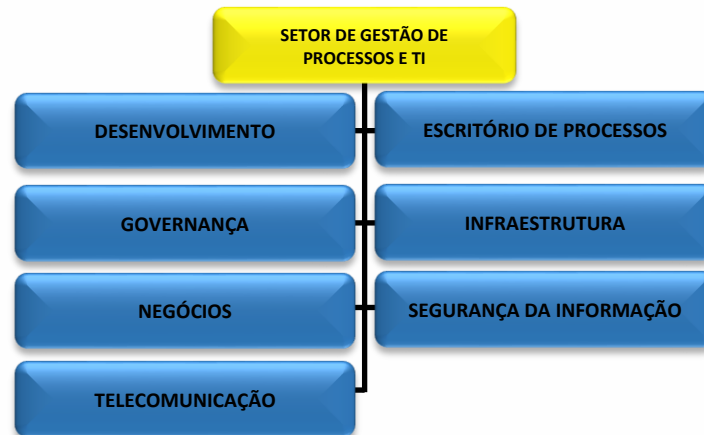 SETOR DE GESTÃO DE
PROCESSOS E TI
DESENVOLVIMENTO
ESCRITÓRIO DE PROCESSOS
GOVERNANÇA
INFRAESTRUTURA
NEGÓCIOS
SEGURANÇA DA INFORMAÇÃO
TELECOMUNICAÇÃO